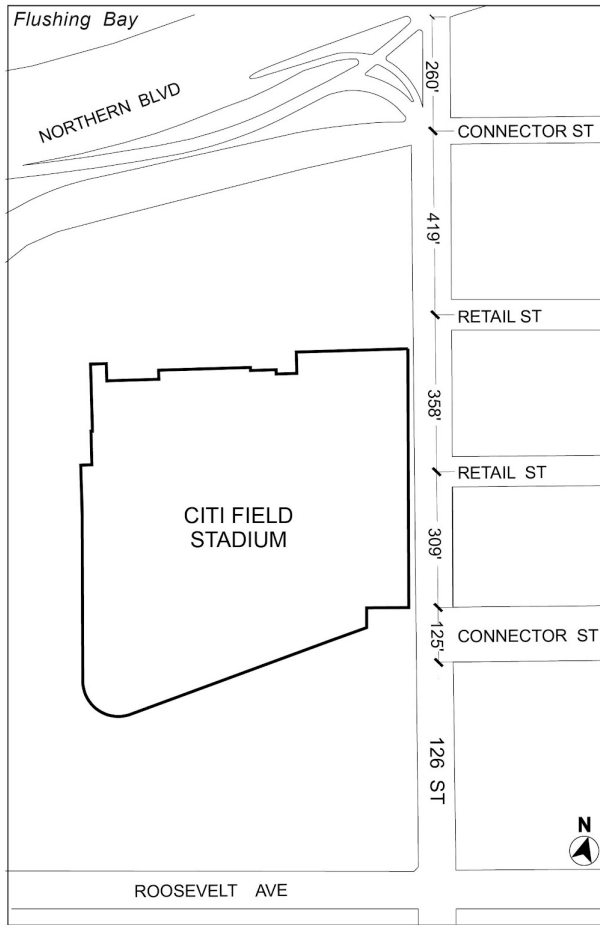 Flushing Bay
NORTHERN BLVD
260'
CONNECTOR ST
419'
RETAIL ST
358'
RETAIL ST
CITI FIELD
STADIUM
309'
125'
CONNECTOR ST
126 ST
N
ROOSEVELT AVE